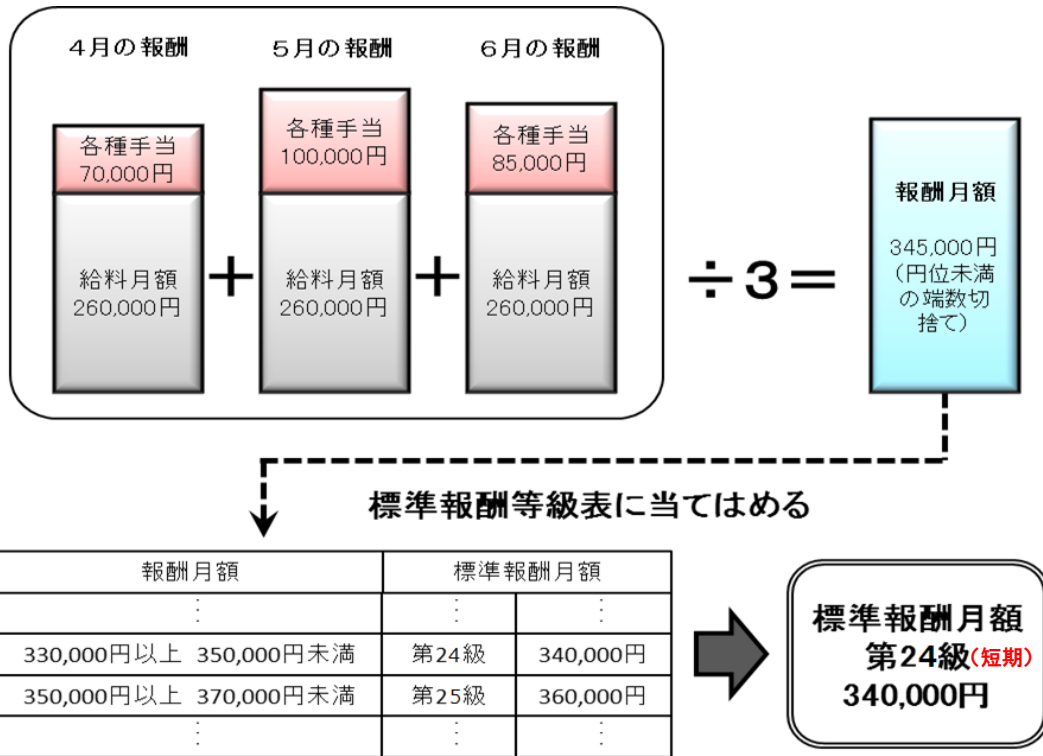 4月の報酬
5月の報酬
6月の報酬
各種手当
70,000円
各種手当
100,000円
各種手当
85,000円
給料月額
260,000円
+
給料月額
260,000円
+
給料月額
260,000円
÷3=
報酬月額
345,000円
(円位未満
の端数切
捨て)
標準報酬等級表に当てはめる
報酬月額 標準報酬月額
⋮ ⋮ ⋮
330,000円以上 350,000円未満 第24級 340,000円
350,000円以上 370,000円未満 第25級 360,000円
⋮ ⋮ ⋮
標準報酬月額
第24級(短期)
340,000円